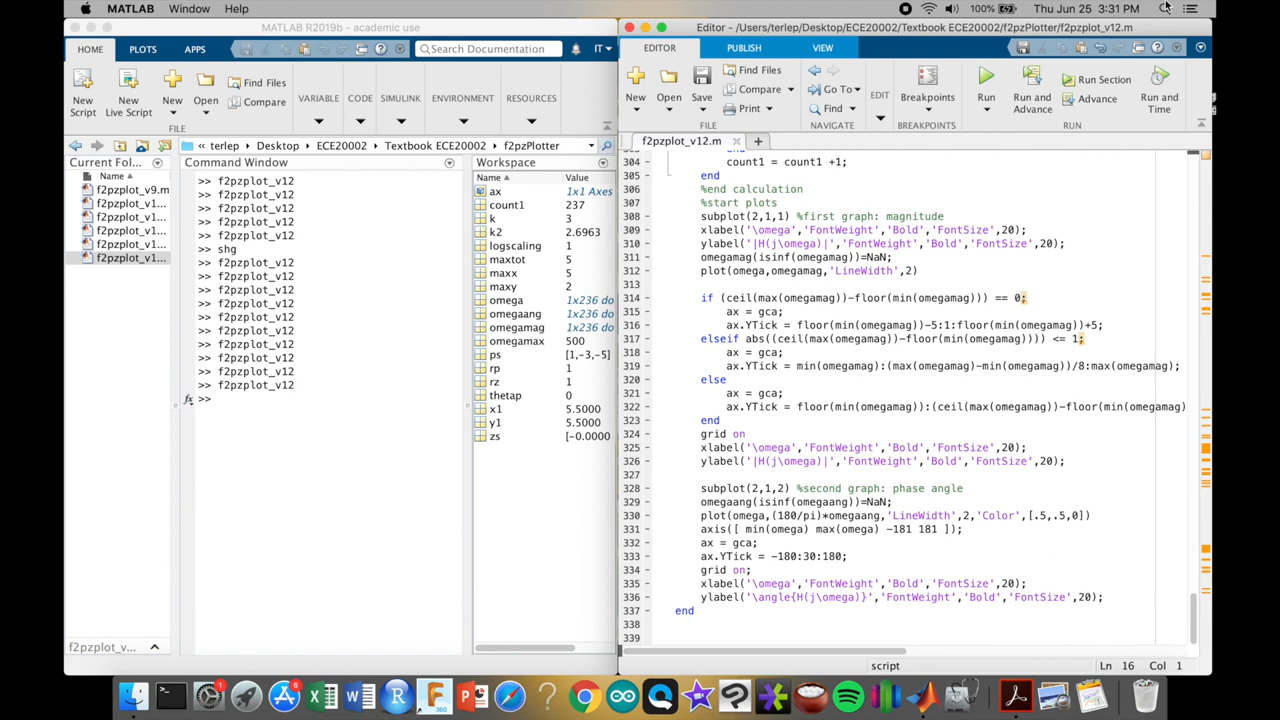 MATLAB Window Help
100% Thu Jun 25 3:31 PM
MATLAB R2019b - academic use
HOME PLOTS APPS
Search Documentation
IT
New Script
New Live Script
New
Open
Find Files
Compare
FILE
VARIABLE
CODE
SIMULINK
ENVIRONMENT
RESOURCES
« terlep ▸ Desktop ▸ ECE20002 ▸ Textbook ECE20002 ▸ f2pzPlotter
Current Fol...
Name
f2pzplot_v9.m
f2pzplot_v1...
f2pzplot_v1...
f2pzplot_v1...
f2pzplot_v1...
f2pzplot_v1...
f2pzplot_v...
Command Window
>> f2pzplot_v12
>> f2pzplot_v12
>> f2pzplot_v12
>> f2pzplot_v12
>> f2pzplot_v12
>> shg
>> f2pzplot_v12
>> f2pzplot_v12
>> f2pzplot_v12
>> f2pzplot_v12
>> f2pzplot_v12
>> f2pzplot_v12
>> f2pzplot_v12
>> f2pzplot_v12
>> f2pzplot_v12
>> f2pzplot_v12
fx >>
Workspace
Name Value
ax 1x1 Axes
count1 237
k 3
k2 2.6963
logscaling 1
maxtot 5
maxx 5
maxy 2
omega 1x236 do
omegaang 1x236 do
omegamag 1x236 do
omegamax 500
ps [1,-3,-5]
rp 1
rz 1
thetap 0
x1 5.5000
y1 5.5000
zs [-0.0000
Editor - /Users/terlep/Desktop/ECE20002/Textbook ECE20002/f2pzPlotter/f2pzplot_v12.m
EDITOR PUBLISH VIEW
New
Open
Save
Find Files
Compare
Print
FILE
Go To
Find
NAVIGATE
EDIT
Breakpoints
BREAKPOINTS
Run
Run and Advance
Run Section
Advance
Run and Time
RUN
f2pzplot_v12.m
303 end
304 count1 = count1 +1;
305 end
306 %end calculation
307 %start plots
308 subplot(2,1,1) %first graph: magnitude
309 xlabel('\omega','FontWeight','Bold','FontSize',20);
310 ylabel('|H(j\omega)|','FontWeight','Bold','FontSize',20);
311 omegamag(isinf(omegamag))=NaN;
312 plot(omega,omegamag,'LineWidth',2)
313
314 if (ceil(max(omegamag))-floor(min(omegamag))) == 0;
315 ax = gca;
316 ax.YTick = floor(min(omegamag))-5:1:floor(min(omegamag))+5;
317 elseif abs((ceil(max(omegamag))-floor(min(omegamag)))) <= 1;
318 ax = gca;
319 ax.YTick = min(omegamag):(max(omegamag)-min(omegamag))/8:max(omegamag);
320 else
321 ax = gca;
322 ax.YTick = floor(min(omegamag)):(ceil(max(omegamag))-floor(min(omegamag)
323 end
324 grid on
325 xlabel('\omega','FontWeight','Bold','FontSize',20);
326 ylabel('|H(j\omega)|','FontWeight','Bold','FontSize',20);
327
328 subplot(2,1,2) %second graph: phase angle
329 omegaang(isinf(omegaang))=NaN;
330 plot(omega,(180/pi)*omegaang,'LineWidth',2,'Color',[.5,.5,0])
331 axis([ min(omega) max(omega) -181 181 ]);
332 ax = gca;
333 ax.YTick = -180:30:180;
334 grid on;
335 xlabel('\omega','FontWeight','Bold','FontSize',20);
336 ylabel('\angle{H(j\omega)}','FontWeight','Bold','FontSize',20);
337 end
338
339
script Ln 16 Col 1